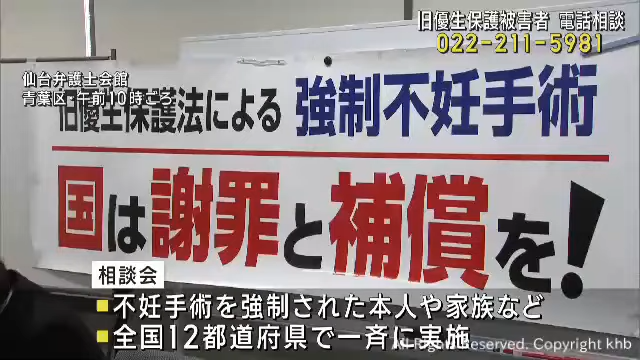 旧優生保護被害者 電話相談
022-211-5981
仙台弁護士会館
青葉区・午前10時ごろ
旧優生保護法による 強制不妊手術
国は謝罪と補償を!
相談会
■不妊手術を強制された本人や家族など
■全国12都道府県で一斉に実施
All Rights Reserved. Copyright khb